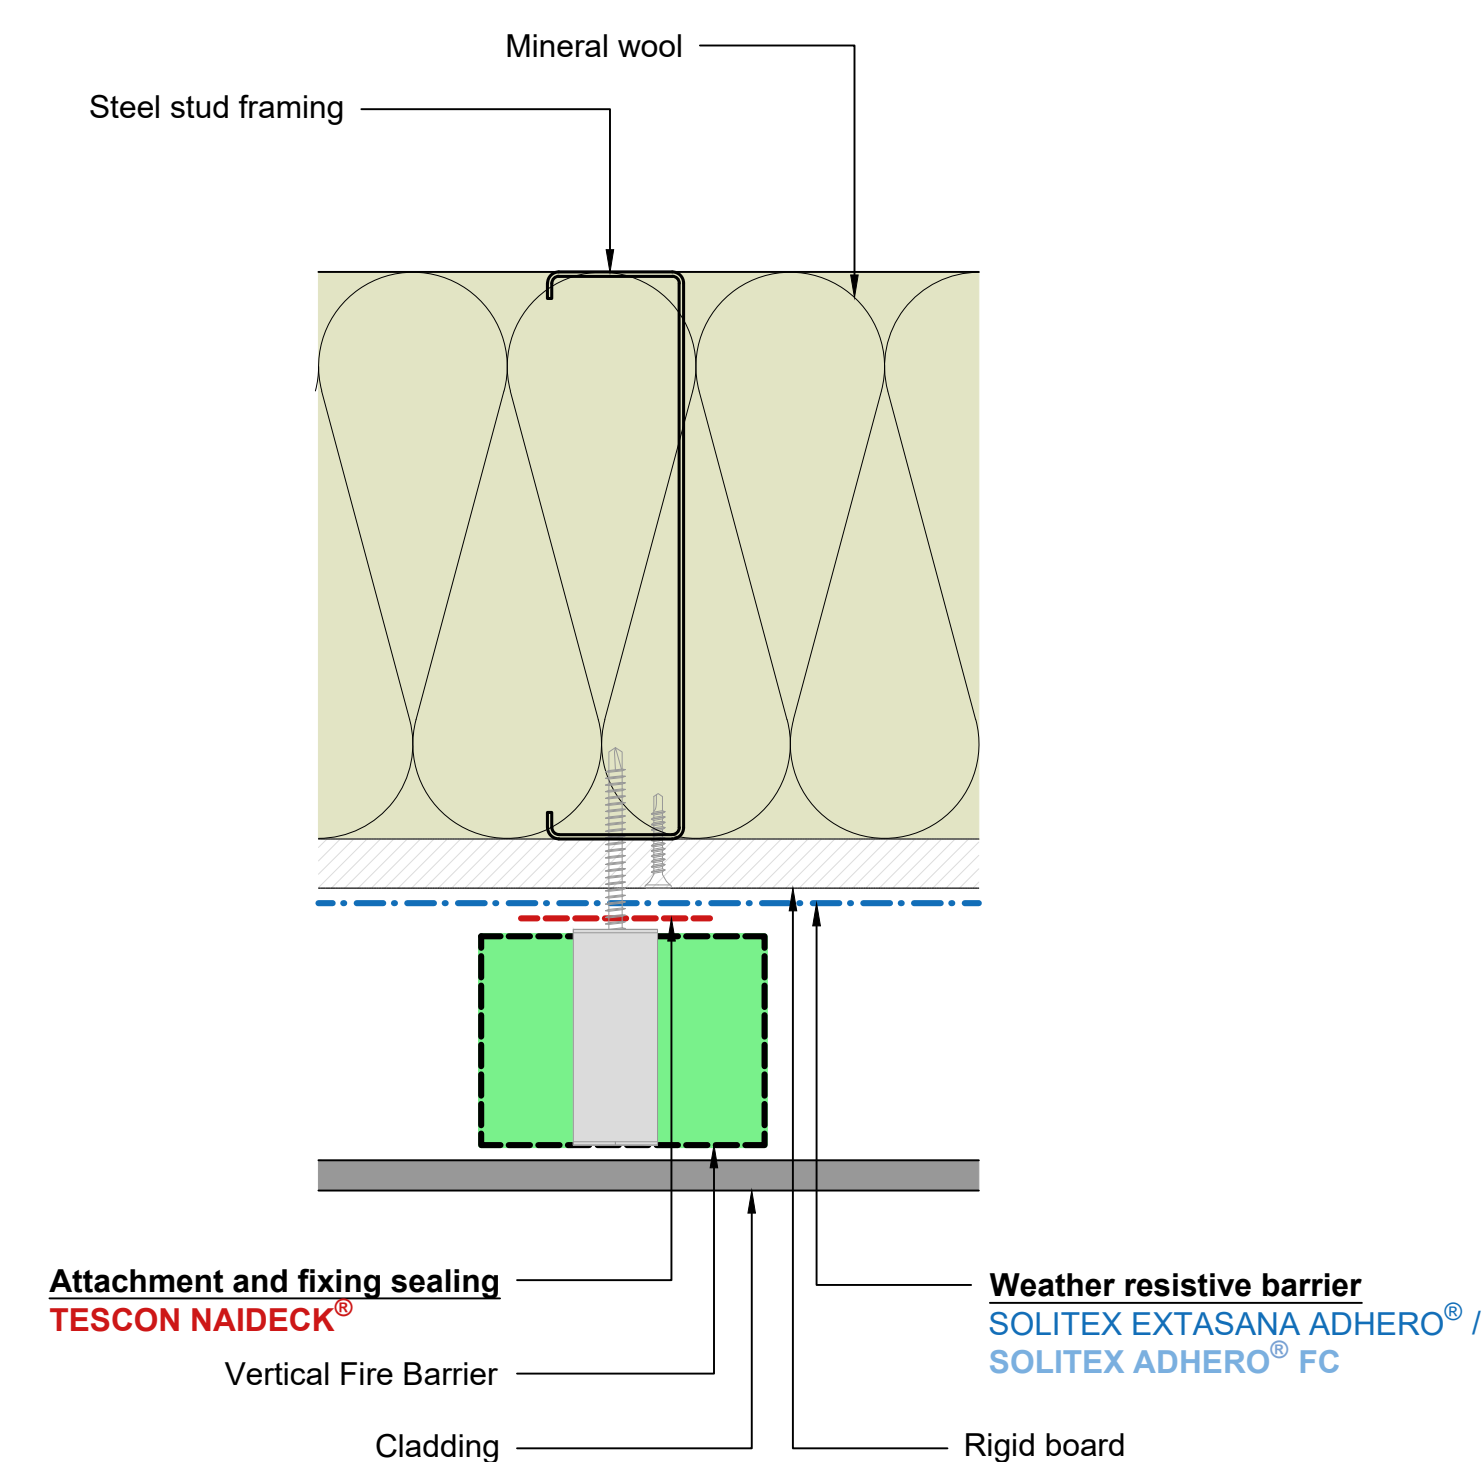 Mineral wool
Steel stud framing
Attachment and fixing sealing
TESCON NAIDECK®
Vertical Fire Barrier
Cladding
Weather resistive barrier
SOLITEX EXTASANA ADHERO® /
SOLITEX ADHERO® FC
Rigid board